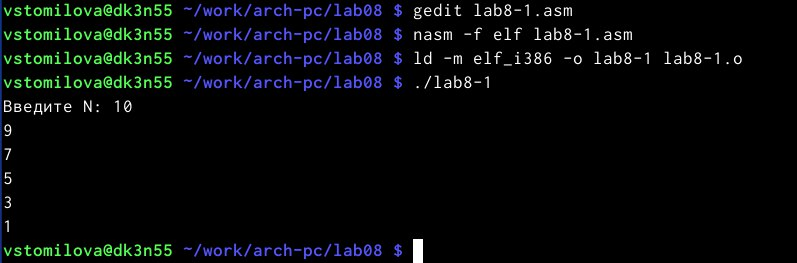 vstomilova@dk3n55 ~/work/arch-pc/lab08 $ gedit lab8-1.asm
vstomilova@dk3n55 ~/work/arch-pc/lab08 $ nasm -f elf lab8-1.asm
vstomilova@dk3n55 ~/work/arch-pc/lab08 $ ld -m elf_i386 -o lab8-1 lab8-1.o
vstomilova@dk3n55 ~/work/arch-pc/lab08 $ ./lab8-1
Введите N: 10
9
7
5
3
1
vstomilova@dk3n55 ~/work/arch-pc/lab08 $